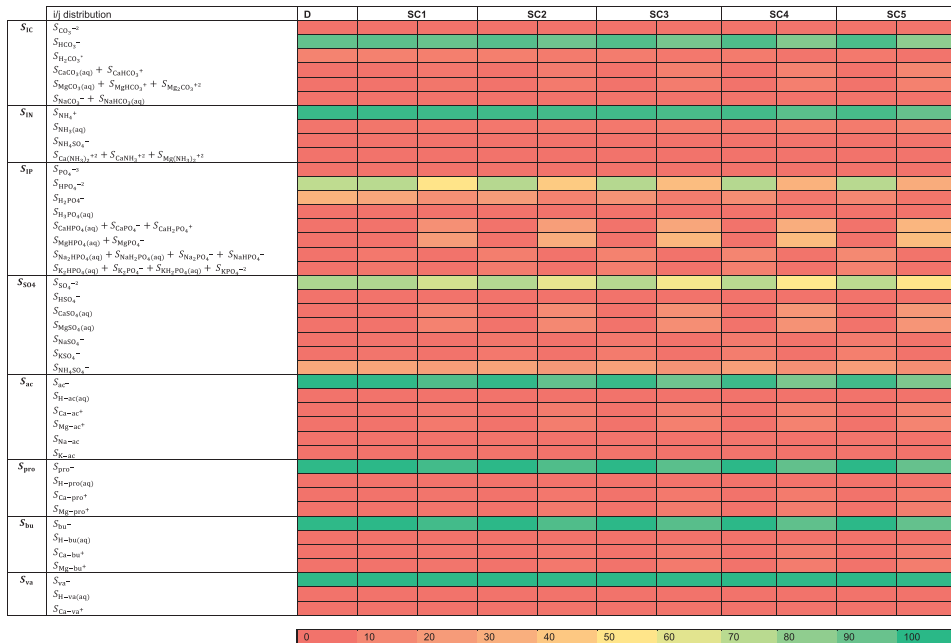 i/j distribution D SC1 SC2 SC3 SC4 SC5
S_IC S_CO₃⁻²
S_HCO₃⁻
S_H₂CO₃*
S_CaCO₃(aq) + S_CaHCO₃⁺
S_MgCO₃(aq) + S_MgHCO₃⁺ + S_Mg₂CO₃⁺²
S_NaCO₃⁻ + S_NaHCO₃(aq)
S_IN S_NH₄⁺
S_NH₃(aq)
S_NH₄SO₄⁻
S_Ca(NH₃)₂⁺² + S_CaNH₃⁺² + S_Mg(NH₃)₂⁺²
S_IP S_PO₄⁻³
S_HPO₄⁻²
S_H₂PO4⁻
S_H₃PO₄(aq)
S_CaHPO₄(aq) + S_CaPO₄⁻ + S_CaH₂PO₄⁺
S_MgHPO₄(aq) + S_MgPO₄⁻
S_Na₂HPO₄(aq) + S_NaH₂PO₄(aq) + S_Na₂PO₄⁻ + S_NaHPO₄⁻
S_K₂HPO₄(aq) + S_K₂PO₄⁻ + S_KH₂PO₄(aq) + S_KPO₄⁻²
S_SO4 S_SO₄⁻²
S_HSO₄⁻
S_CaSO₄(aq)
S_MgSO₄(aq)
S_NaSO₄⁻
S_KSO₄⁻
S_NH₄SO₄⁻
S_ac S_ac⁻
S_H−ac(aq)
S_Ca−ac⁺
S_Mg−ac⁺
S_Na−ac
S_K−ac
S_pro S_pro⁻
S_H−pro(aq)
S_Ca−pro⁺
S_Mg−pro⁺
S_bu S_bu⁻
S_H−bu(aq)
S_Ca−bu⁺
S_Mg−bu⁺
S_va S_va⁻
S_H−va(aq)
S_Ca−va⁺
0 10 20 30 40 50 60 70 80 90 100